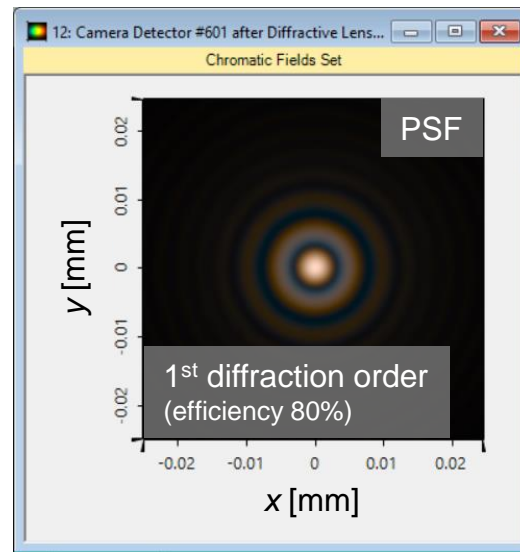 12: Camera Detector #601 after Diffractive Lens...
Chromatic Fields Set
PSF
0.02
0.01
0
-0.01
-0.02
y [mm]
1st diffraction order
(efficiency 80%)
-0.02 -0.01 0 0.01 0.02
x [mm]